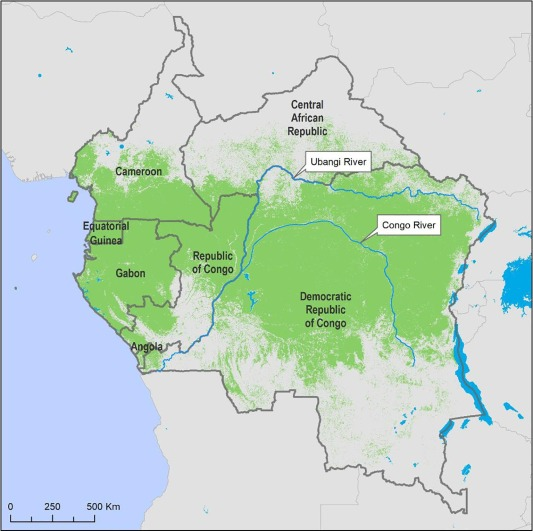 Central
African
Republic
Ubangi River
Cameroon
Congo River
Equatorial
Guinea
Republic
of Congo
Gabon
Democratic
Republic
of Congo
Angola
0 250 500 Km